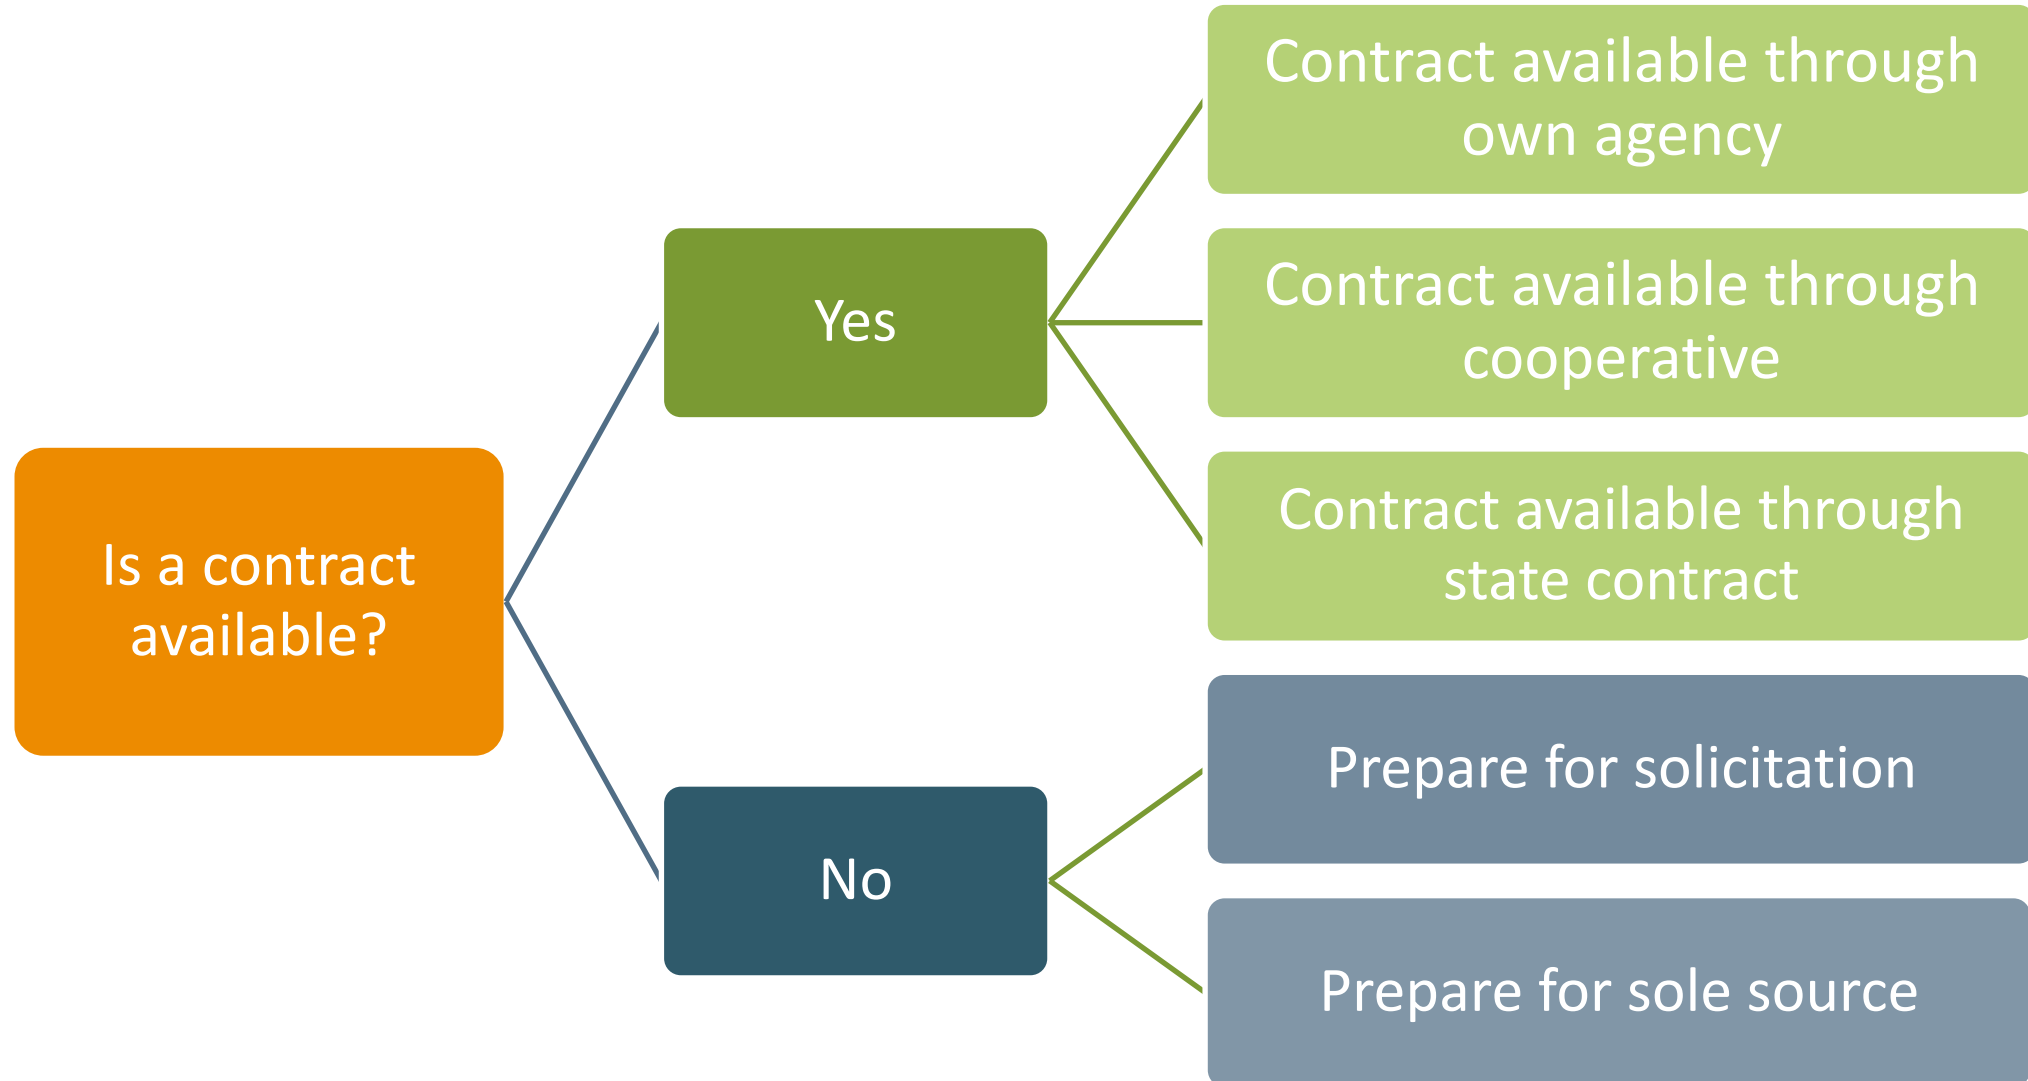 Is a contract
available?
Yes
Contract available through
own agency
Contract available through
cooperative
Contract available through
state contract
No
Prepare for solicitation
Prepare for sole source